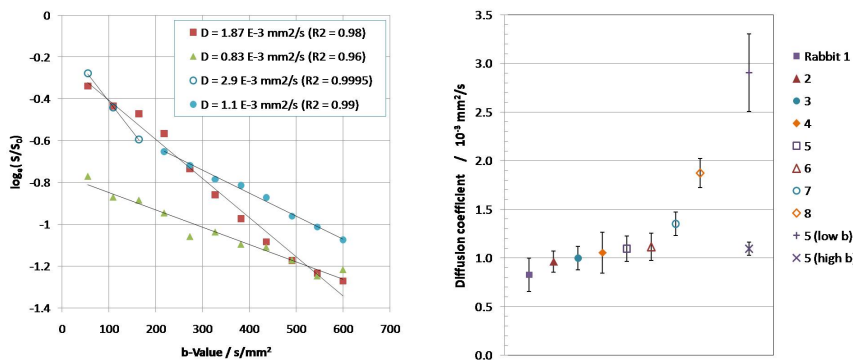 D = 1.87 E-3 mm2/s (R2 = 0.98)
D = 0.83 E-3 mm2/s (R2 = 0.96)
D = 2.9 E-3 mm2/s (R2 = 0.9995)
D = 1.1 E-3 mm2/s (R2 = 0.99)
-0
-0.4
-0.6
-0.8
-1
-1.2
-1.4
logₑ( S/S₀)
0 100 200 300 400 500 600 700
b-Value / s/mm²
3.5
3.0
2.5
2.0
1.5
1.0
0.5
0.0
Diffusion coefficient / 10⁻³ mm²/s
Rabbit 1
2
3
4
5
6
7
8
5 (low b)
5 (high b